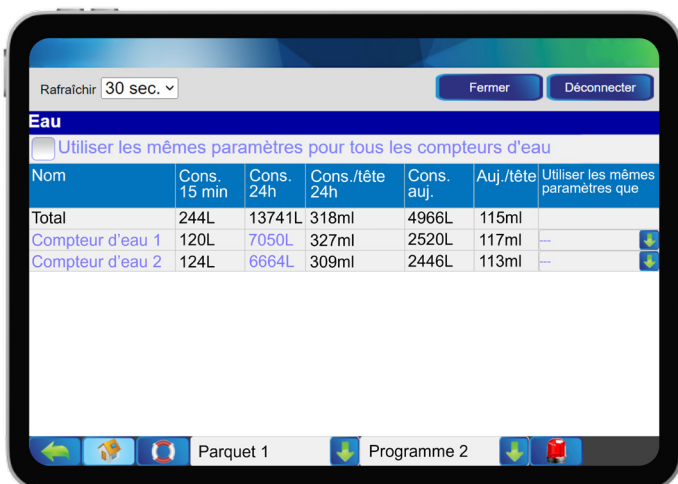 Rafraîchir 30 sec. Fermer Déconnecter
Eau
Utiliser les mêmes paramètres pour tous les compteurs d'eau
Nom Cons. 15 min Cons. 24h Cons./tête 24h Cons. auj. Auj./tête Utiliser les mêmes paramètres que
Total 244L 13741L 318ml 4966L 115ml
Compteur d'eau 1 120L 7050L 327ml 2520L 117ml ---
Compteur d'eau 2 124L 6664L 309ml 2446L 113ml ---
Parquet 1 Programme 2